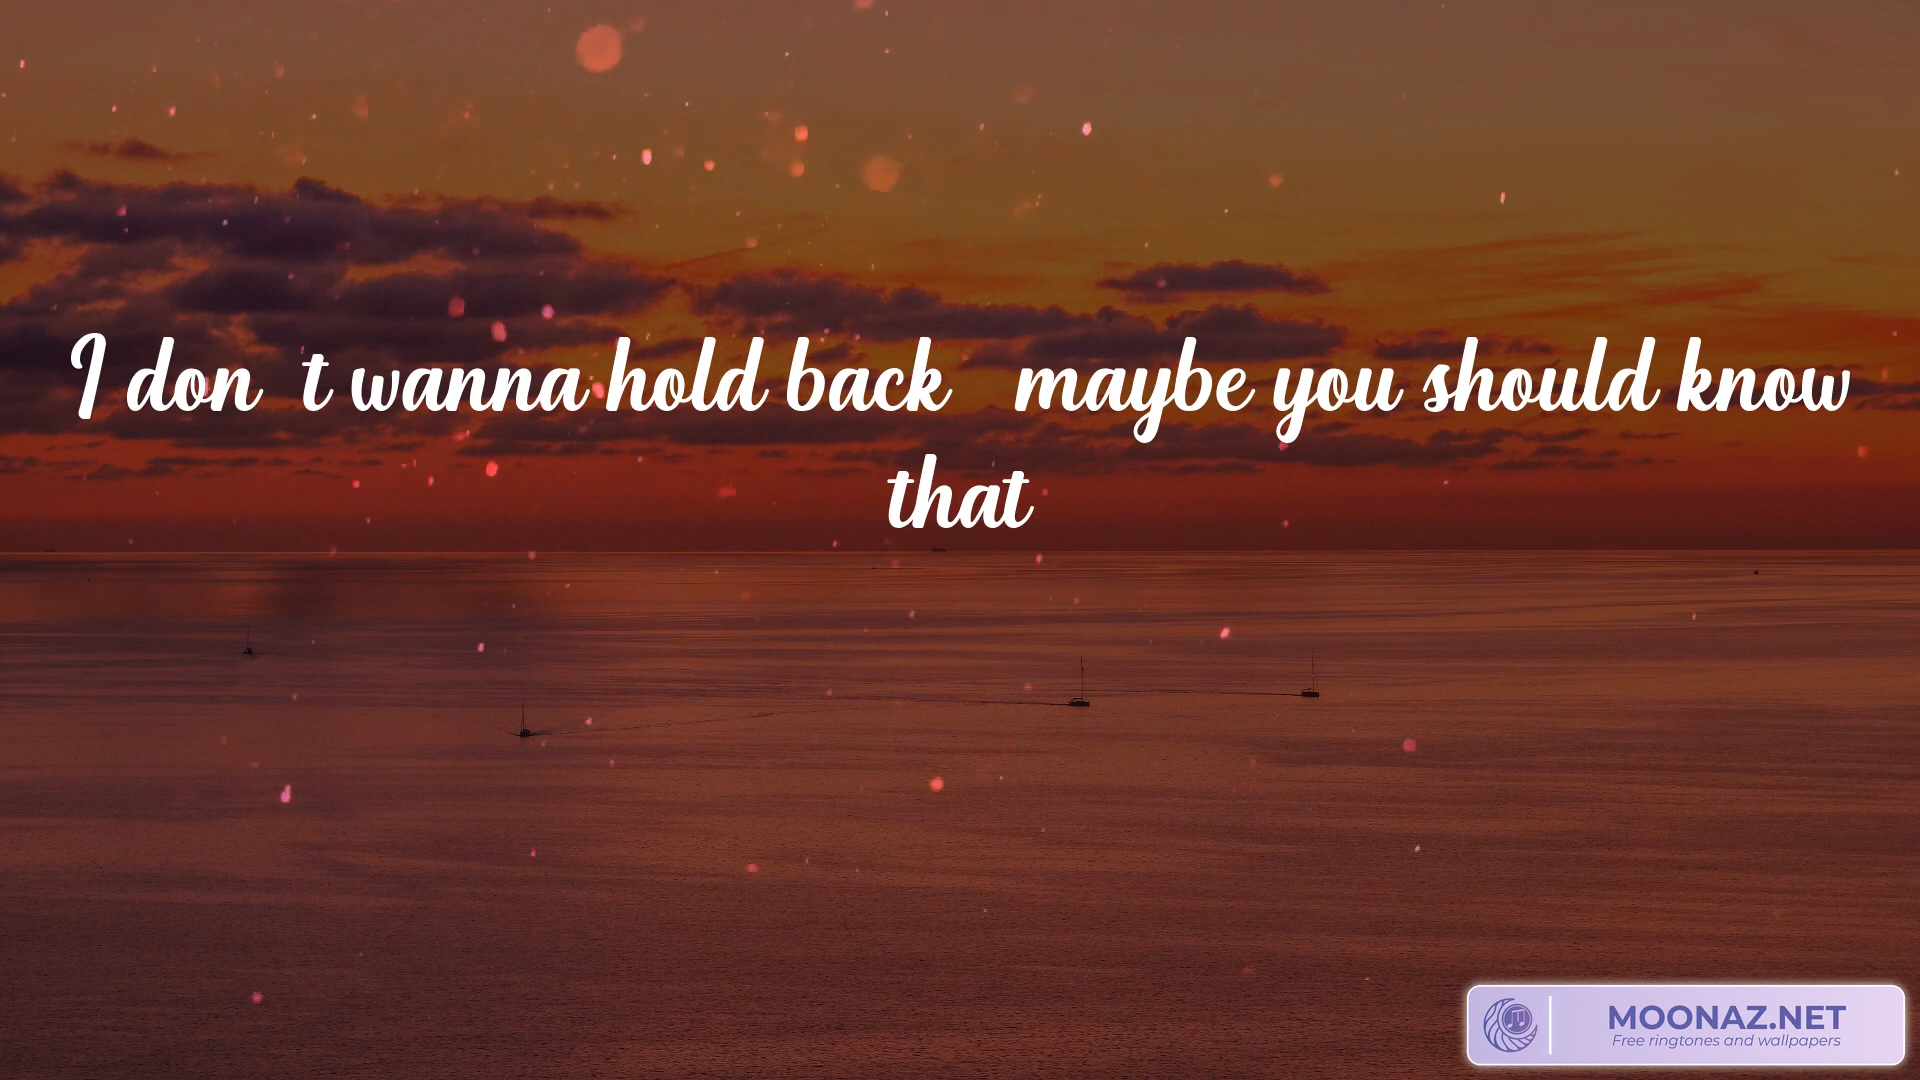 I don t wanna hold back maybe you should know
that
MOONAZ.NET
Free ringtones and wallpapers